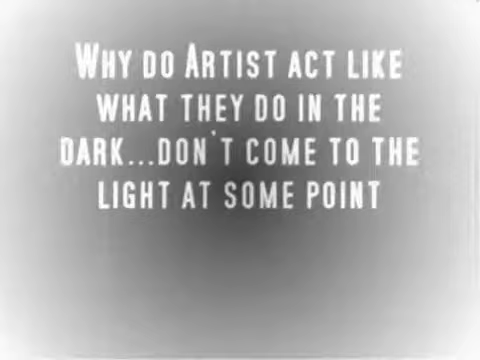 WHY DO ARTIST ACT LIKE
WHAT THEY DO IN THE
DARK...DON'T COME TO THE
LIGHT AT SOME POINT